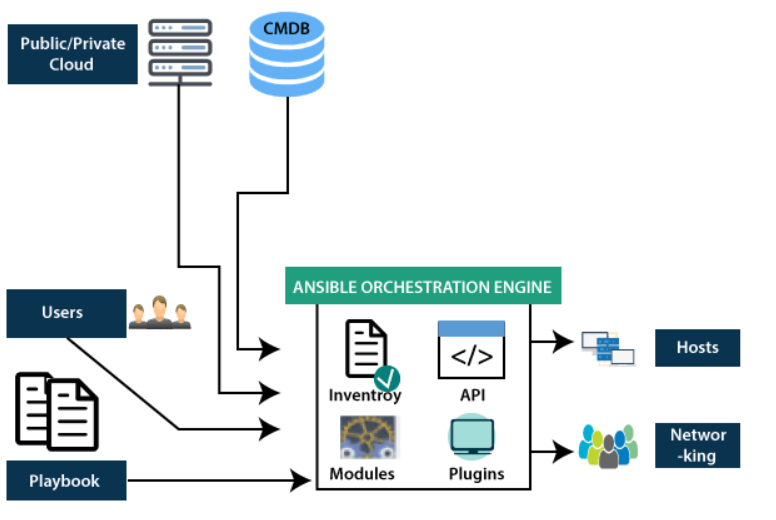 Public/Private
Cloud
CMDB
ANSIBLE ORCHESTRATION ENGINE
Users
</>
Hosts
Inventroy
API
Networ
-king
Modules
Plugins
Playbook